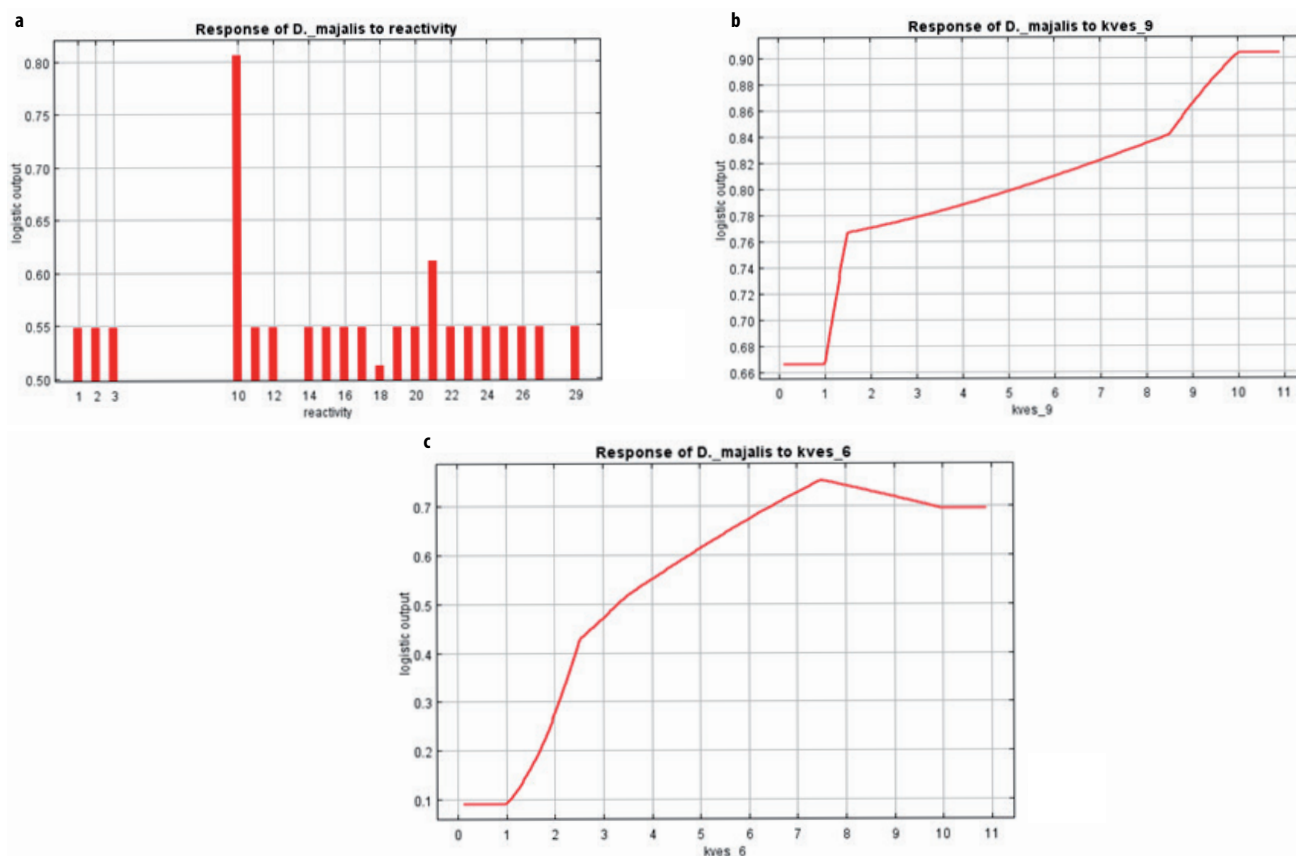 a
Response of D._majalis to reactivity
logistic output
0.80
0.75
0.70
0.65
0.60
0.55
0.50
1 2 3 10 12 14 16 18 20 22 24 26 29
reactivity
b
Response of D._majalis to kves_9
logistic output
0.90
0.88
0.86
0.84
0.82
0.80
0.78
0.76
0.74
0.72
0.70
0.68
0.66
0 1 2 3 4 5 6 7 8 9 10 11
kves_9
c
Response of D._majalis to kves_6
logistic output
0.7
0.6
0.5
0.4
0.3
0.2
0.1
0 1 2 3 4 5 6 7 8 9 10 11
kves_6